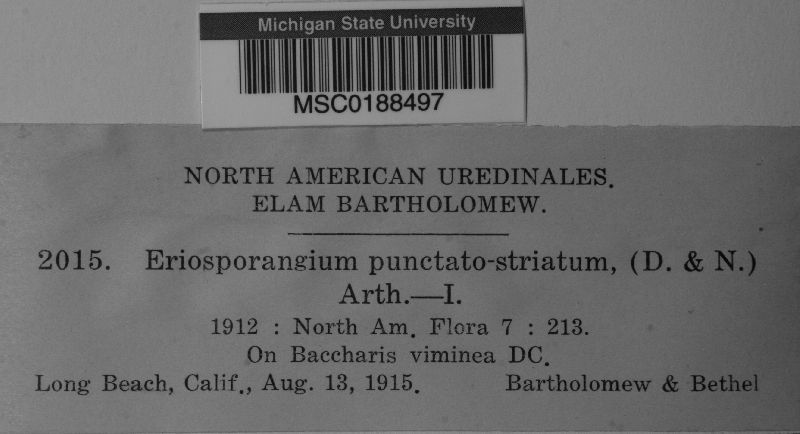 Michigan State University
MSC0188497
NORTH AMERICAN UREDINALES.
ELAM BARTHOLOMEW.
2015. Eriosporangium punctato-striatum, (D. & N.)
Arth.—I.
1912 : North Am. Flora 7 : 213.
On Baccharis viminea DC.
Long Beach, Calif., Aug. 13, 1915. Bartholomew & Bethel